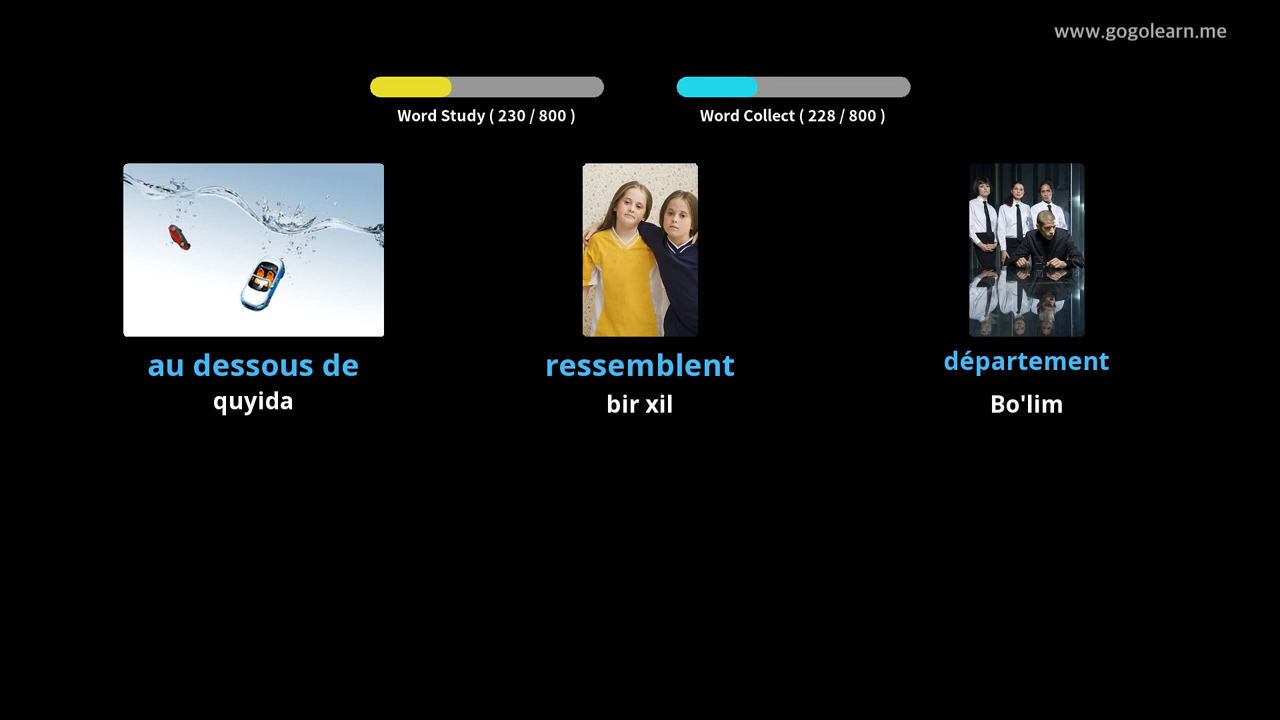 www.gogolearn.me
Word Study ( 230 / 800 )
Word Collect ( 228 / 800 )
au dessous de
quyida
ressemblent
bir xil
département
Bo'lim